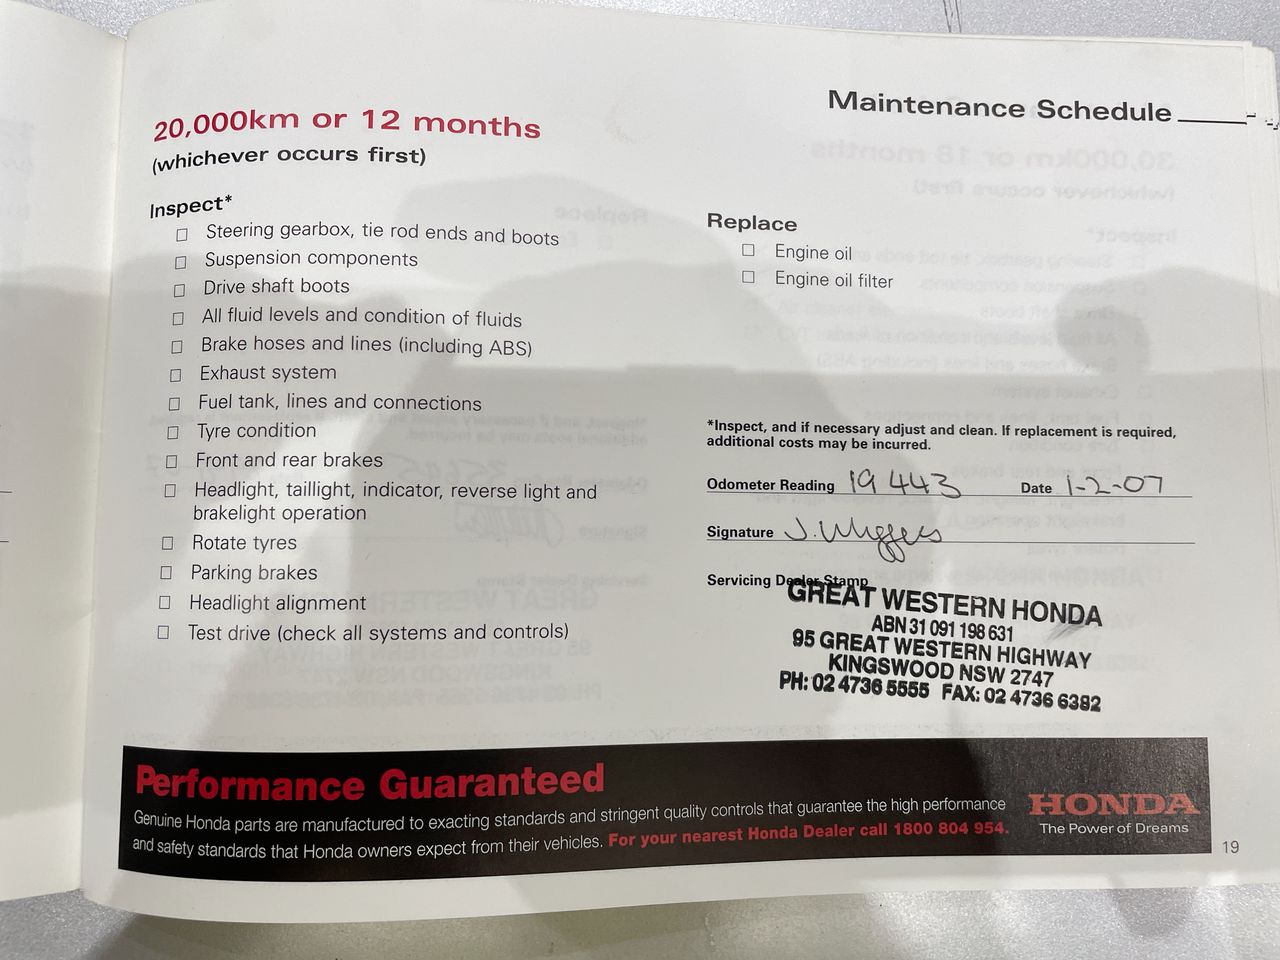 Maintenance Schedule
20,000km or 12 months
(whichever occurs first)
Inspect*
Steering gearbox, tie rod ends and boots
Suspension components
Drive shaft boots
All fluid levels and condition of fluids
Brake hoses and lines (including ABS)
Exhaust system
Fuel tank, lines and connections
Tyre condition
Front and rear brakes
Headlight, taillight, indicator, reverse light and
brakelight operation
Rotate tyres
Parking brakes
Headlight alignment
Test drive (check all systems and controls)
Replace
Engine oil
Engine oil filter
*Inspect, and if necessary adjust and clean. If replacement is required,
additional costs may be incurred.
Odometer Reading 19 443 Date 1-2-07
Signature J.
Servicing Dealer Stamp
GREAT WESTERN HONDA
ABN 31 091 198 631
95 GREAT WESTERN HIGHWAY
KINGSWOOD NSW 2747
PH: 02 4736 5555 FAX: 02 4736 6382
Performance Guaranteed
Genuine Honda parts are manufactured to exacting standards and stringent quality controls that guarantee the high performance
and safety standards that Honda owners expect from their vehicles. For your nearest Honda Dealer call 1800 804 954.
HONDA
The Power of Dreams
19